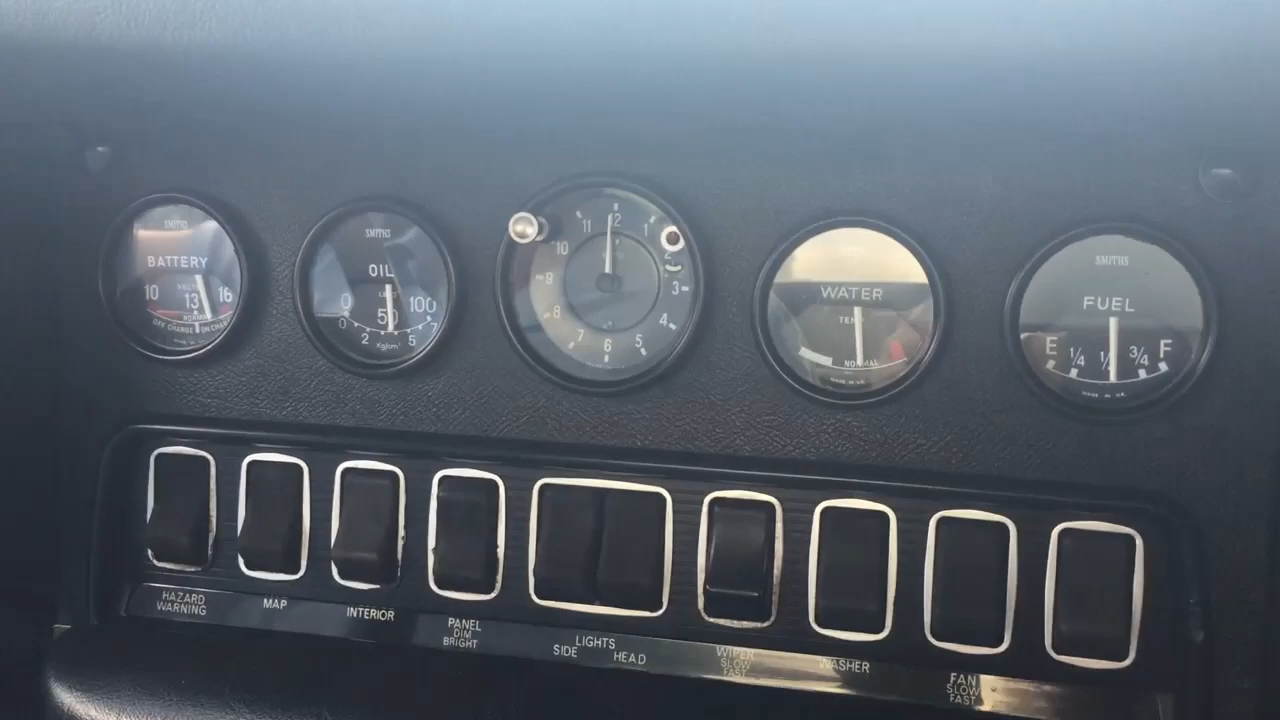 SMITHS
BATTERY
VOLTS
10 13 16
NORMAL
OFF CHARGE ON CHARGE
SMITHS
OIL
0 50 100
0 2 5 7
Kg/cm²
12
11 1
10 2
9 3
8 4
7 5
6
WATER
TEMP
NORMAL
MADE IN U.K.
SMITHS
FUEL
E 1/4 1/2 3/4 F
MADE IN U.K.
HAZARD
WARNING
MAP
INTERIOR
PANEL
DIM
BRIGHT
LIGHTS
SIDE HEAD
WIPER
SLOW
FAST
WASHER
FAN
SLOW
FAST